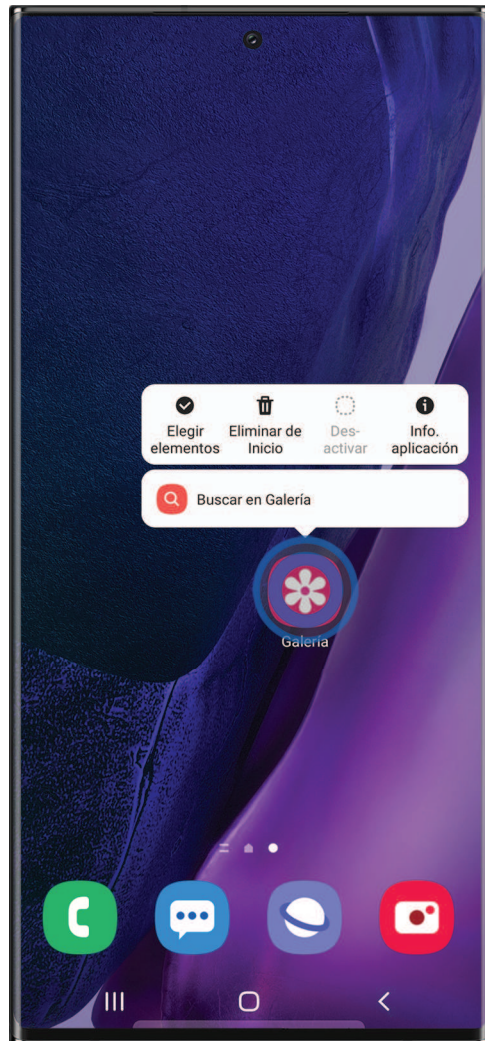 Elegir
elementos
Eliminar de
Inicio
Des-
activar
Info.
aplicación
Buscar en Galería
Galería